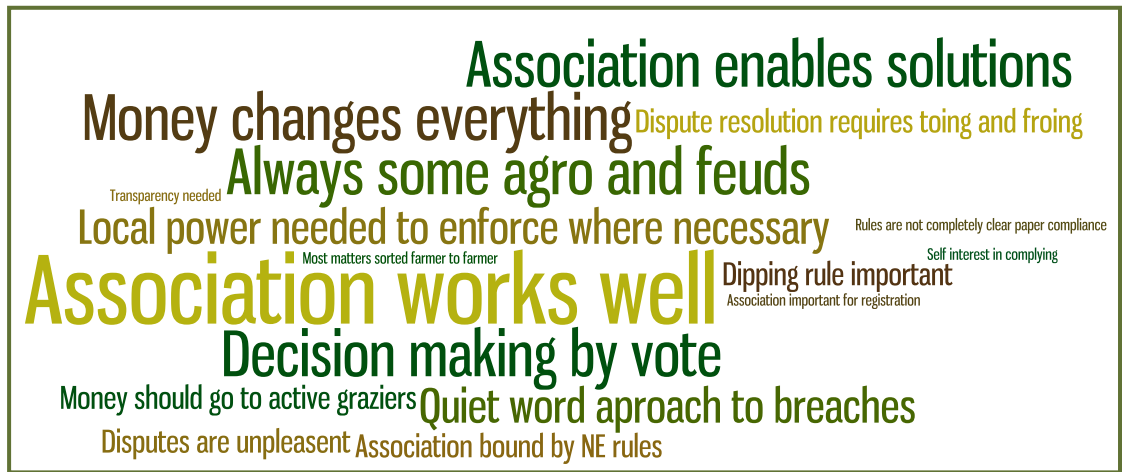 Association enables solutions
Money changes everything
Dispute resolution requires toing and froing
Always some agro and feuds
Transparency needed
Local power needed to enforce where necessary
Rules are not completely clear paper compliance
Most matters sorted farmer to farmer
Self interest in complying
Association works well
Dipping rule important
Association important for registration
Decision making by vote
Money should go to active graziers
Quiet word aproach to breaches
Disputes are unpleasent
Association bound by NE rules